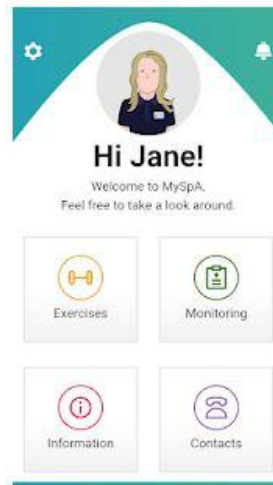 Hi Jane!
Welcome to MySpA.
Feel free to take a look around.
Exercises
Monitoring
Information
Contacts